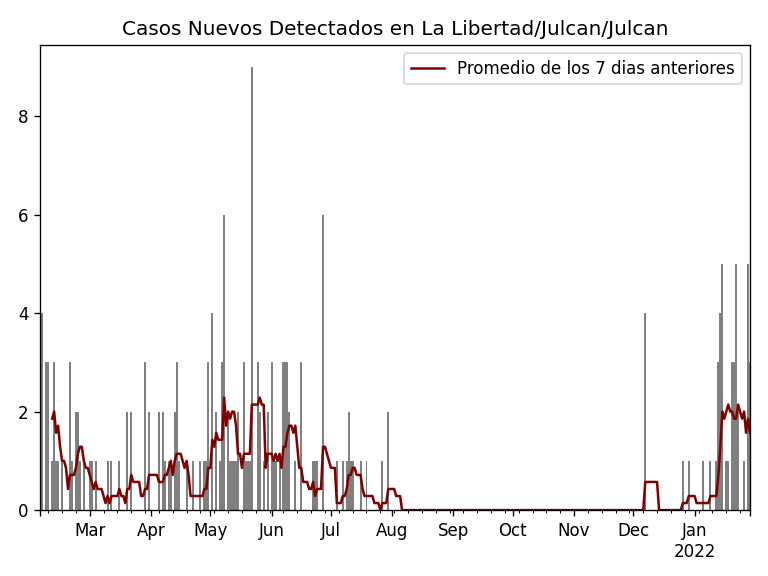 Casos Nuevos Detectados en La Libertad/Julcan/Julcan
Promedio de los 7 dias anteriores
8
6
4
2
0
Mar Apr May Jun Jul Aug Sep Oct Nov Dec Jan
2022